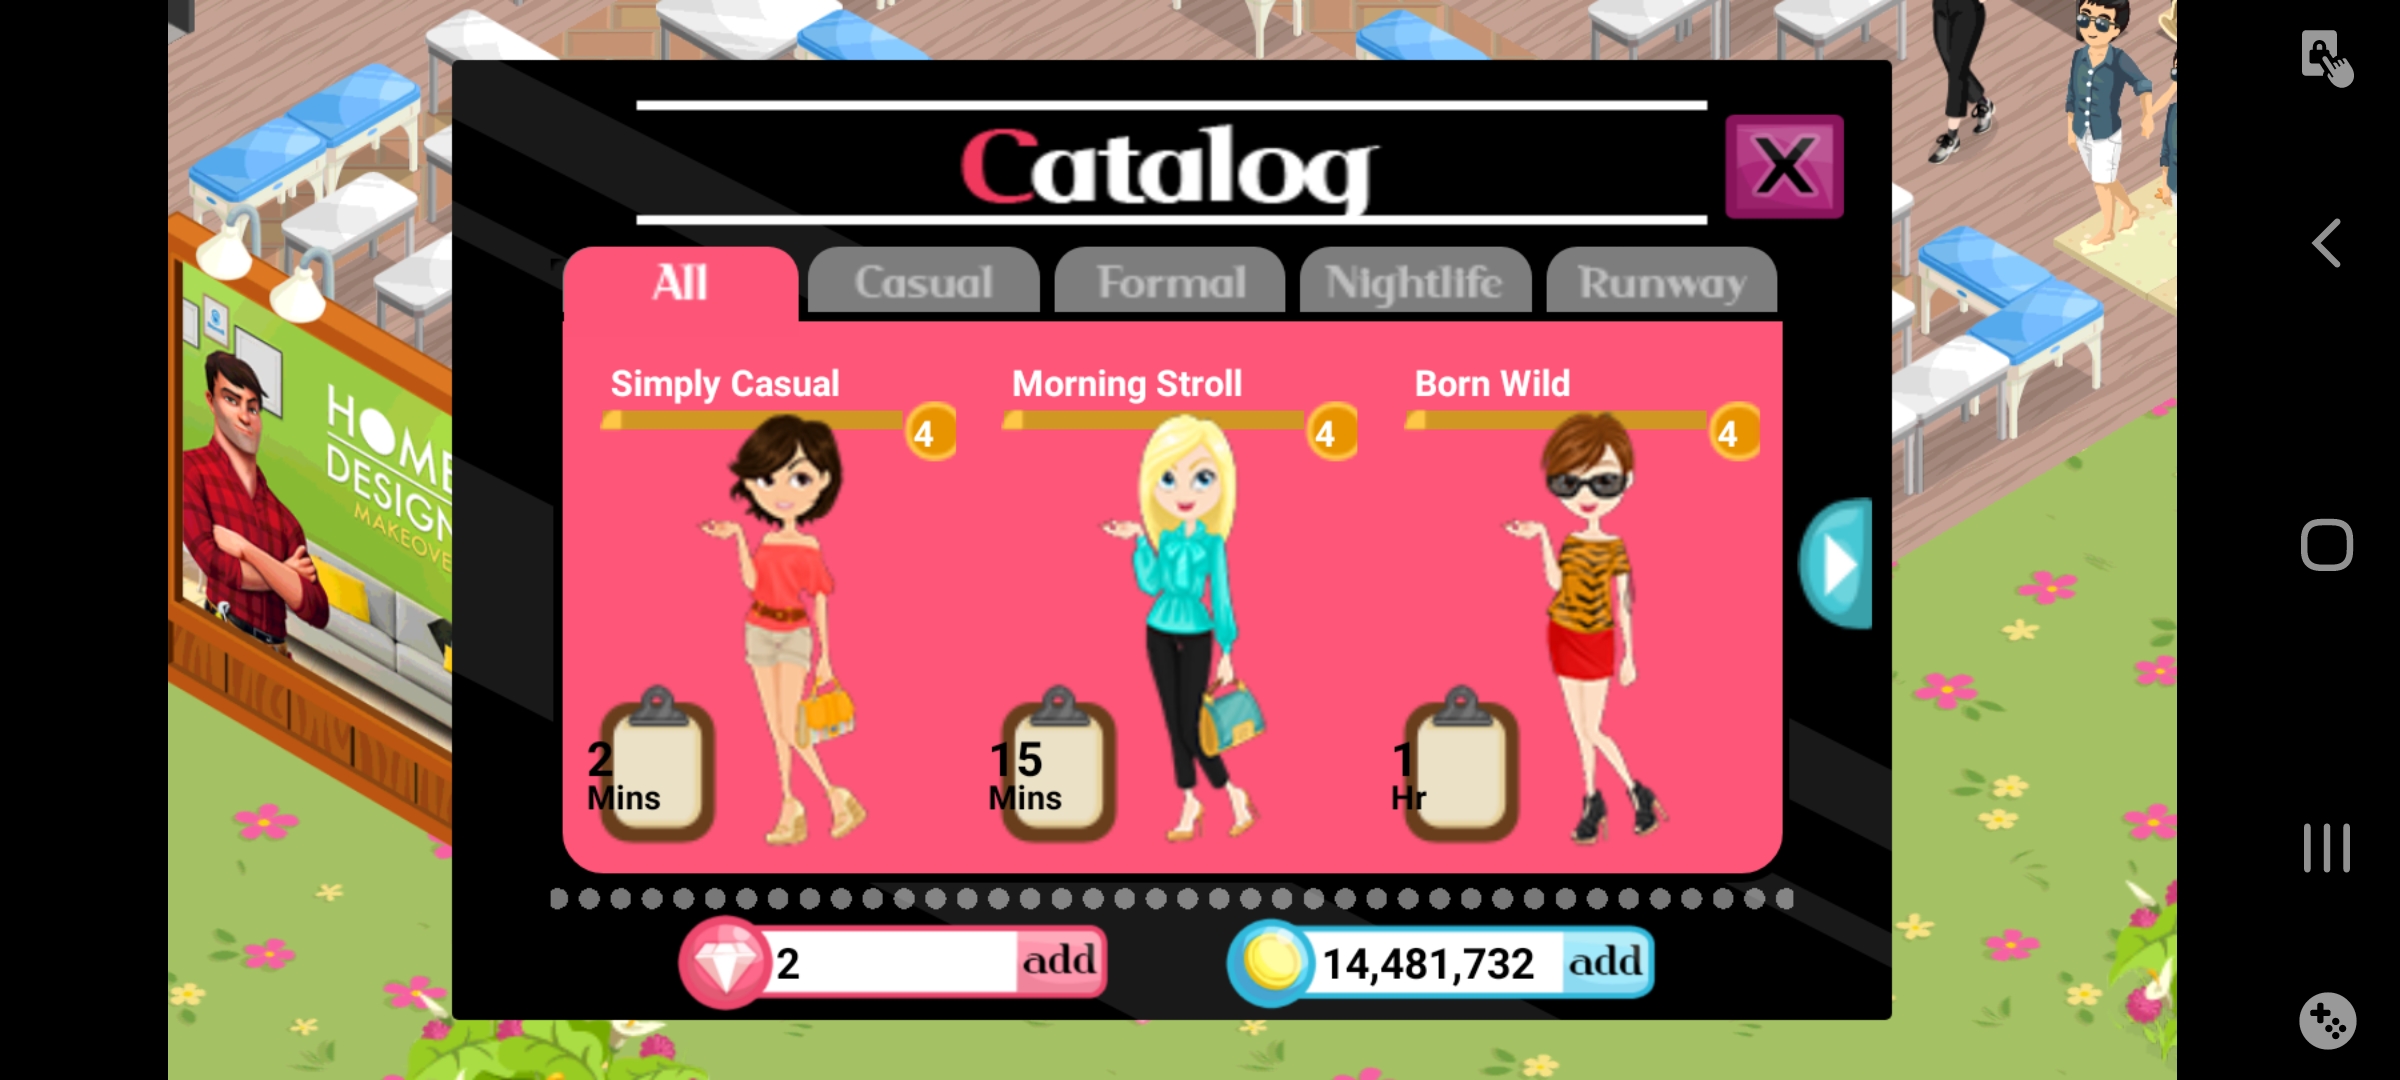 Catalog
X
All
Casual
Formal
Nightlife
Runway
Simply Casual
4
Morning Stroll
4
Born Wild
4
HOME
DESIGN
MAKEOVE
2
Mins
15
Mins
1
Hr
2
add
14,481,732
add